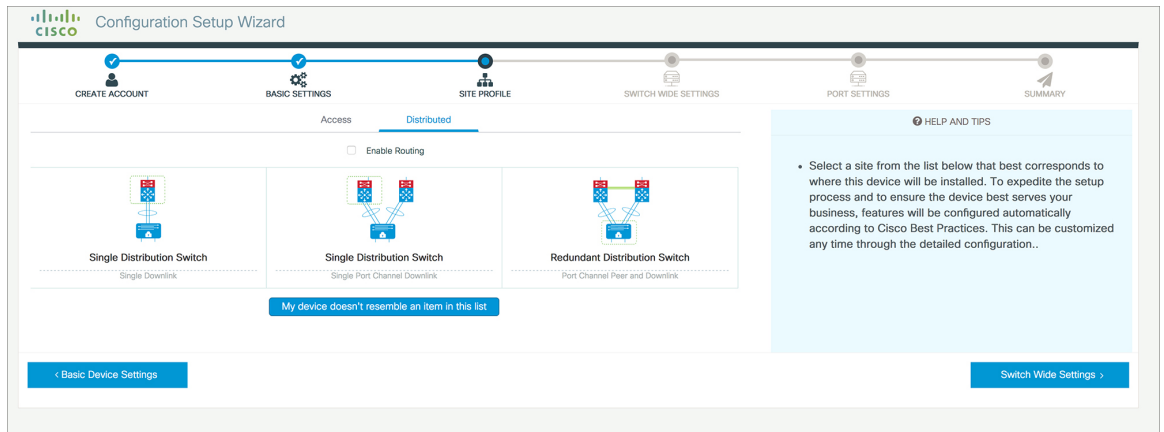 CISCO
Configuration Setup Wizard
CREATE ACCOUNT
BASIC SETTINGS
SITE PROFILE
SWITCH WIDE SETTINGS
PORT SETTINGS
SUMMARY
Access
Distributed
Enable Routing
Single Distribution Switch
Single Downlink
Single Distribution Switch
Single Port Channel Downlink
Redundant Distribution Switch
Port Channel Peer and Downlink
My device doesn't resemble an item in this list
? HELP AND TIPS
• Select a site from the list below that best corresponds to
where this device will be installed. To expedite the setup
process and to ensure the device best serves your
business, features will be configured automatically
according to Cisco Best Practices. This can be customized
any time through the detailed configuration..
‹ Basic Device Settings
Switch Wide Settings ›